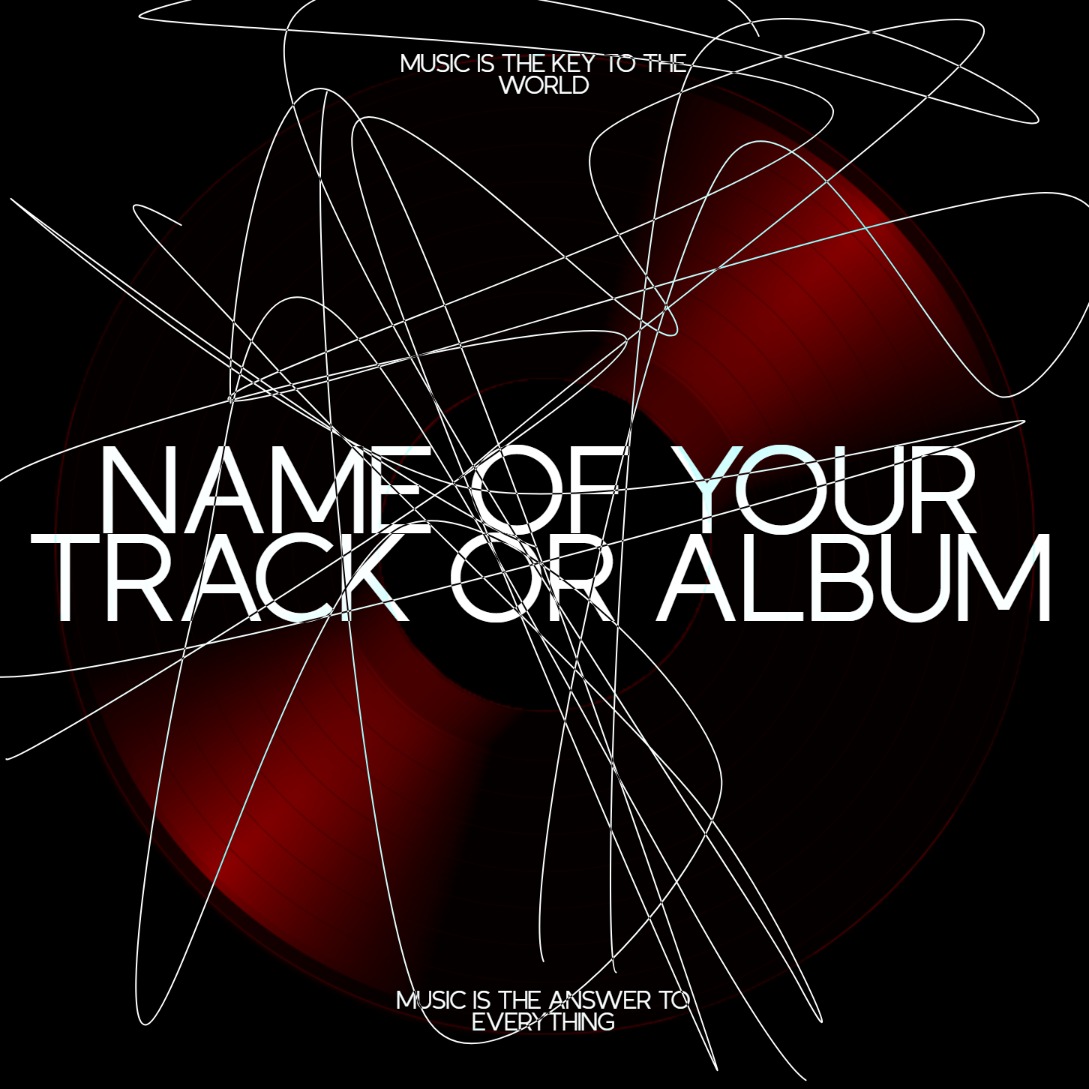 MUSIC IS THE KEY TO THE
WORLD
NAME OF YOUR
TRACK OR ALBUM
MUSIC IS THE ANSWER TO
EVERYTHING